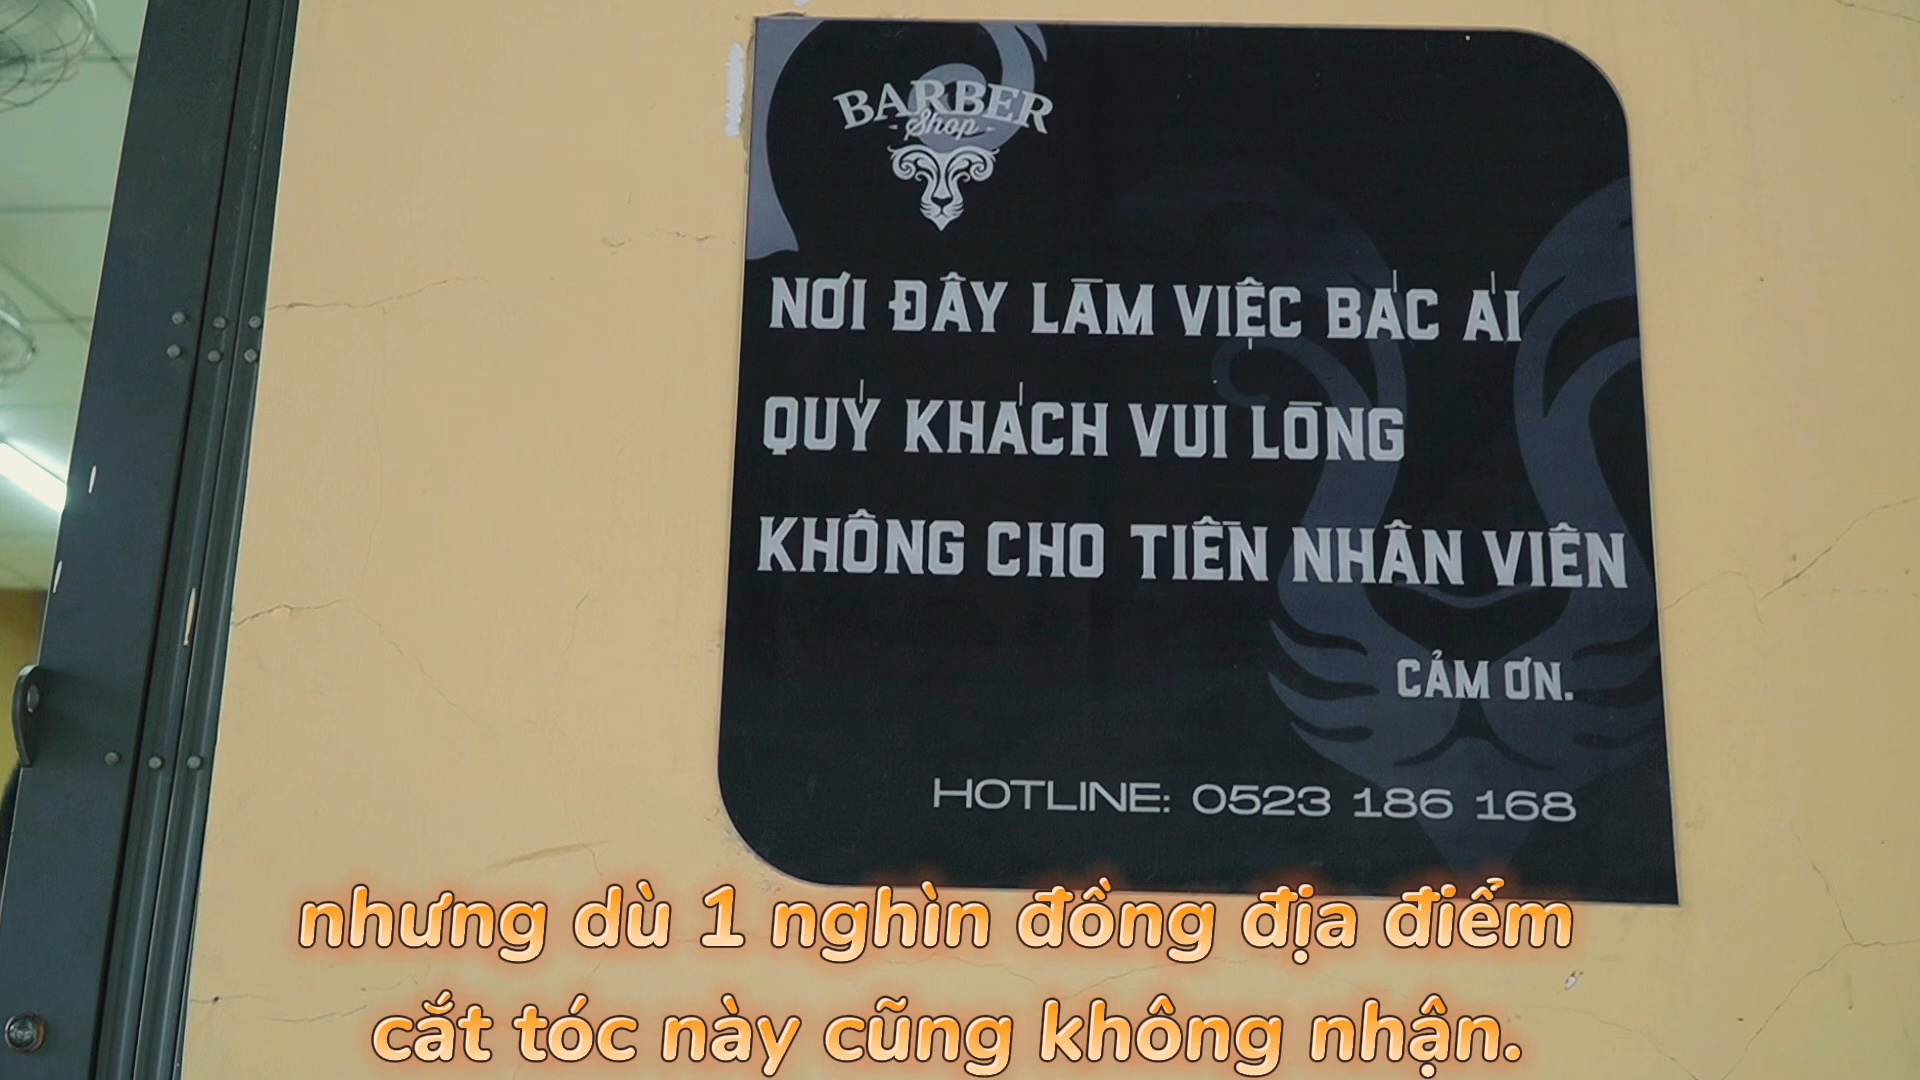 BARBER
- Shop -
NƠI ĐÂY LÀM VIỆC BÁC ÁI
QUÝ KHÁCH VUI LÒNG
KHÔNG CHO TIỀN NHÂN VIÊN
CẢM ƠN.
HOTLINE: 0523 186 168
nhưng dù 1 nghìn đồng địa điểm
cắt tóc này cũng không nhận.